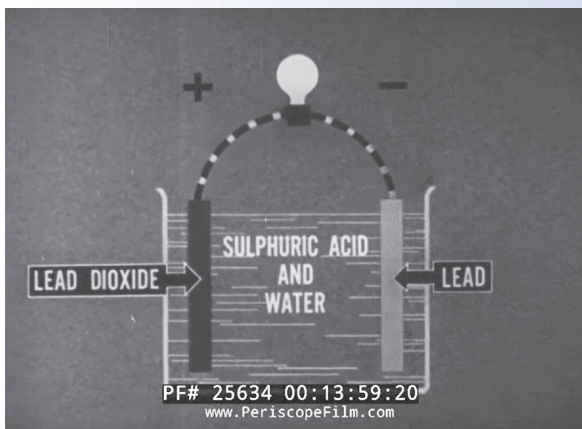 + -
SULPHURIC ACID
AND
WATER
LEAD DIOXIDE
LEAD
PF# 25634 00:13:59:20
www.PeriscopeFilm.com